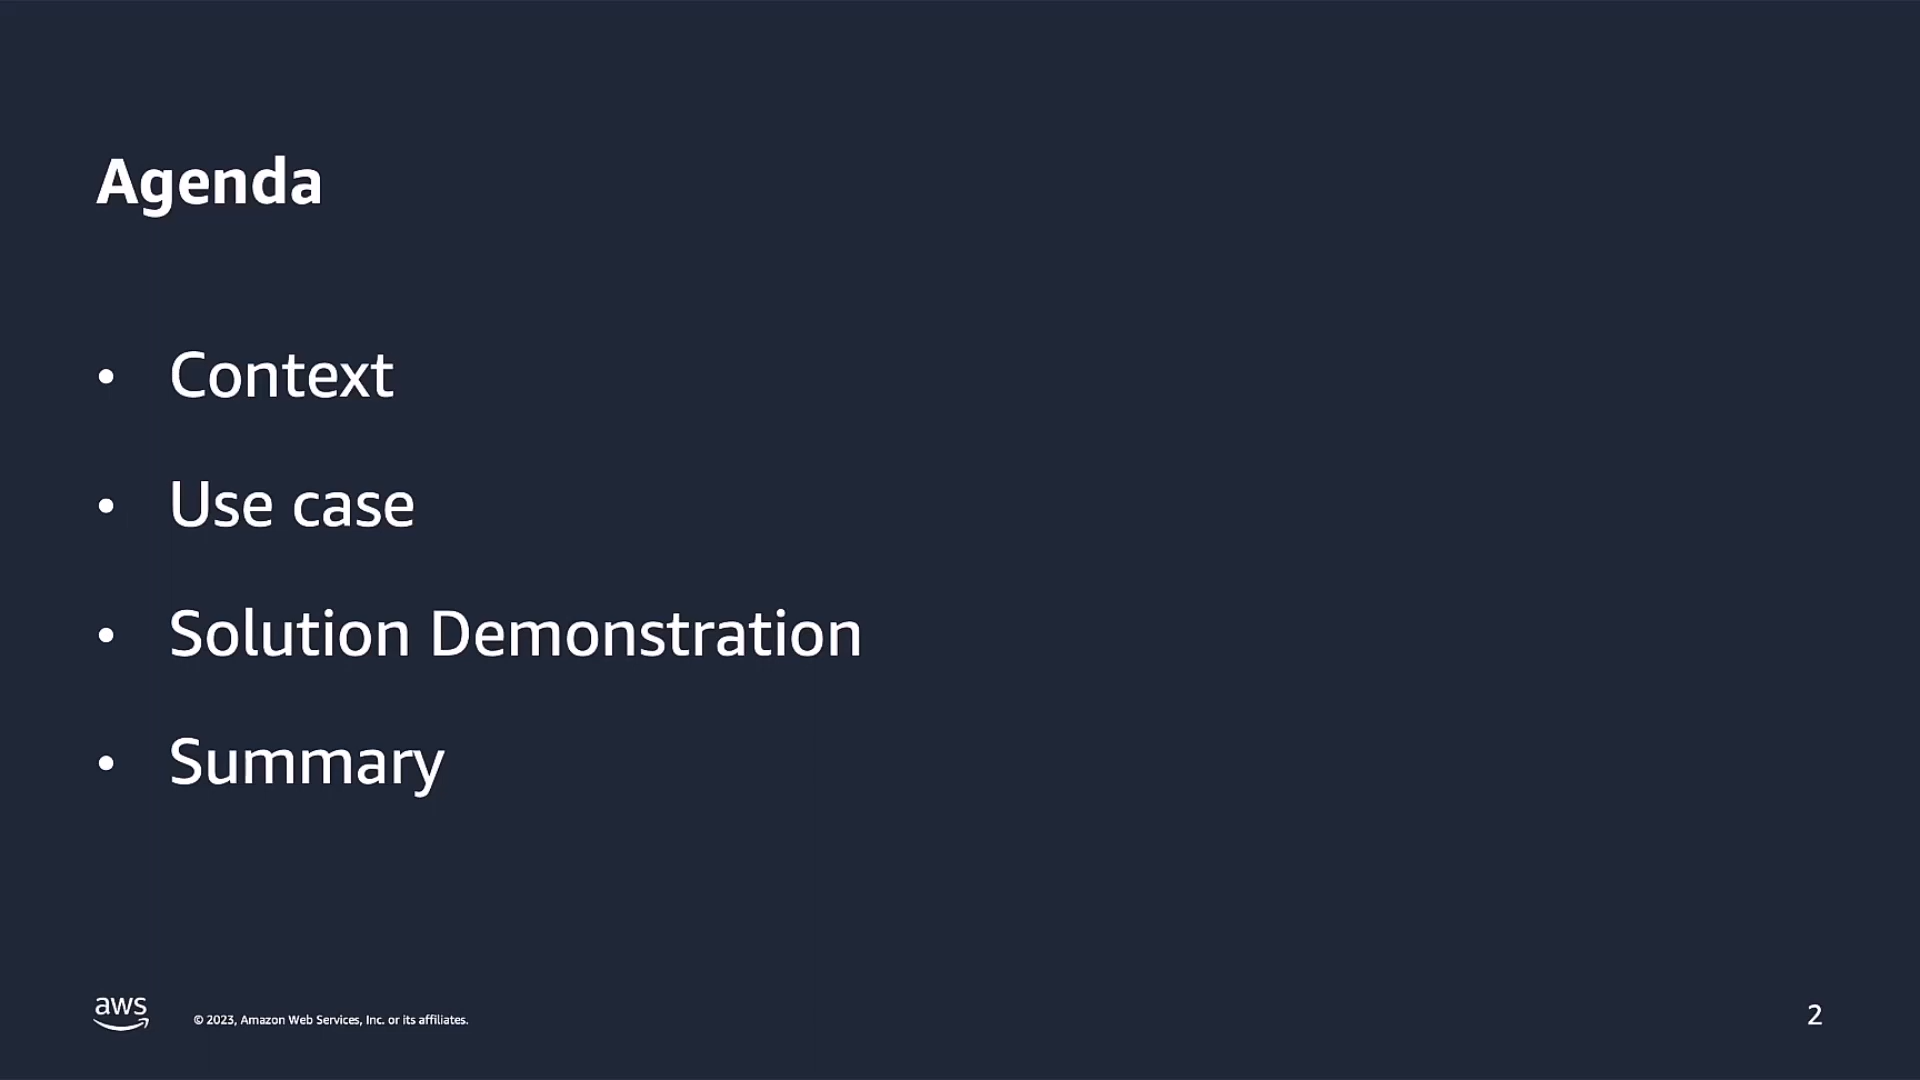 Agenda
• Context
• Use case
• Solution Demonstration
• Summary
aws
© 2023, Amazon Web Services, Inc. or its affiliates.
2